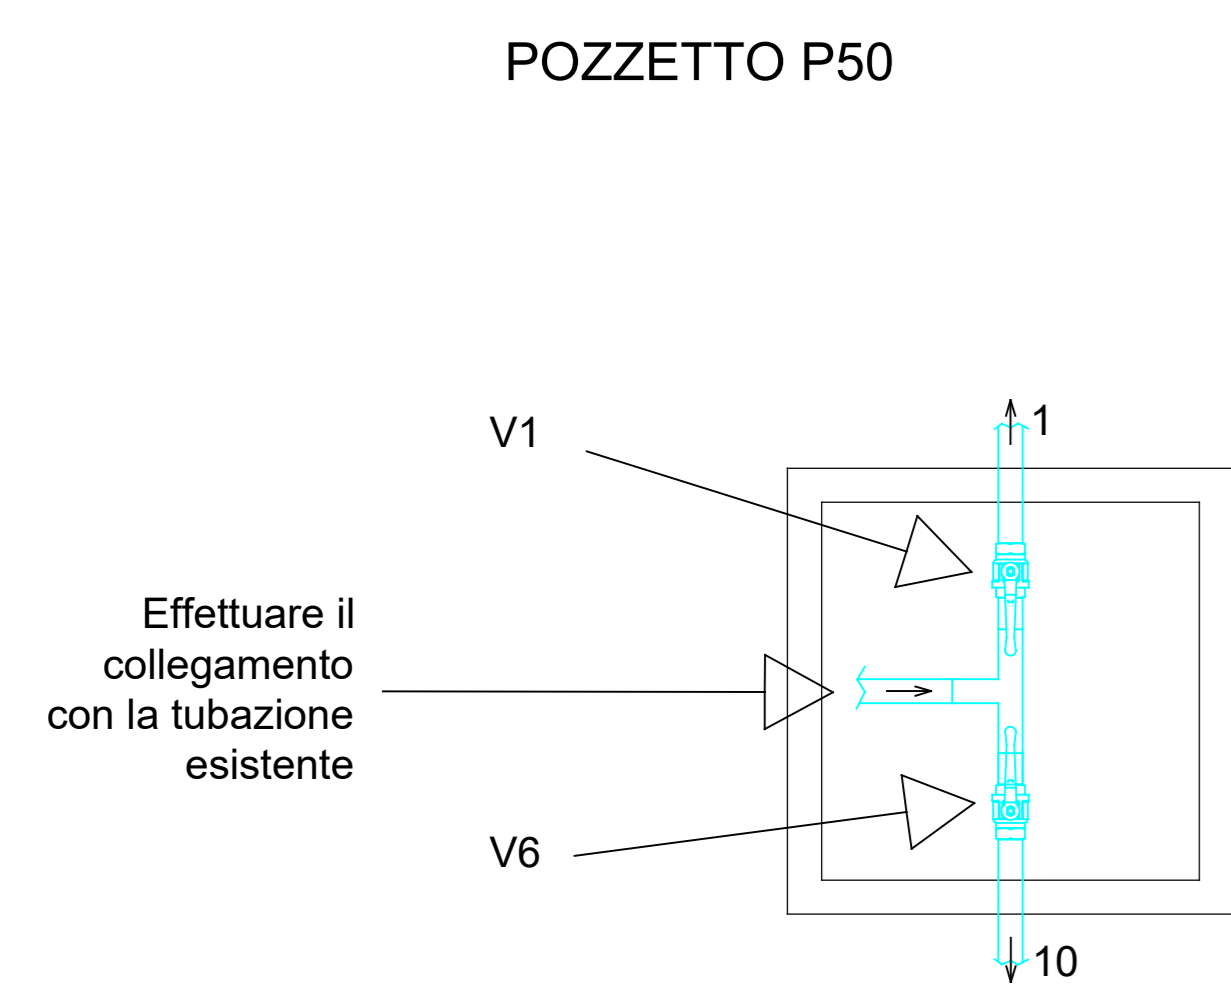 POZZETTO P50
1
V1
Effettuare il
collegamento
con la tubazione
esistente
V6
10